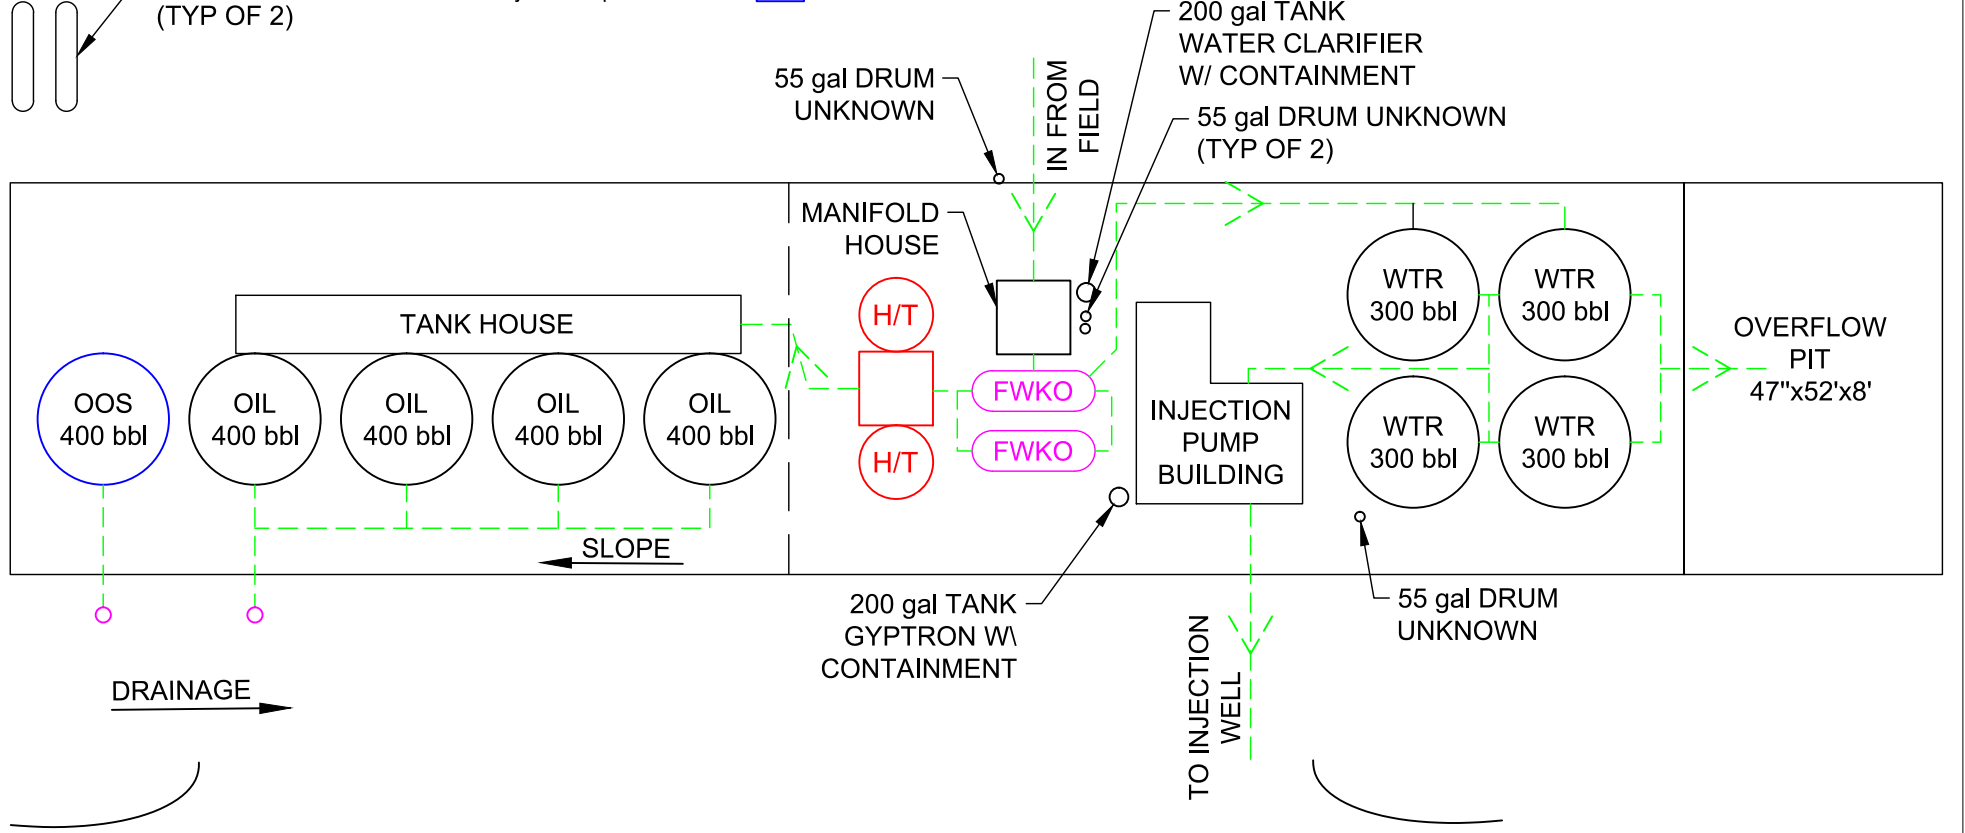 (TYP OF 2)
200 gal TANK
WATER CLARIFIER
W/ CONTAINMENT
55 gal DRUM
UNKNOWN
IN FROM
FIELD
55 gal DRUM UNKNOWN
(TYP OF 2)
MANIFOLD
HOUSE
TANK HOUSE
H/T
H/T
FWKO
FWKO
OOS
400 bbl
OIL
400 bbl
OIL
400 bbl
OIL
400 bbl
OIL
400 bbl
INJECTION
PUMP
BUILDING
WTR
300 bbl
WTR
300 bbl
WTR
300 bbl
WTR
300 bbl
OVERFLOW
PIT
47"x52'x8'
SLOPE
200 gal TANK
GYPTRON W\
CONTAINMENT
55 gal DRUM
UNKNOWN
TO INJECTION
WELL
DRAINAGE